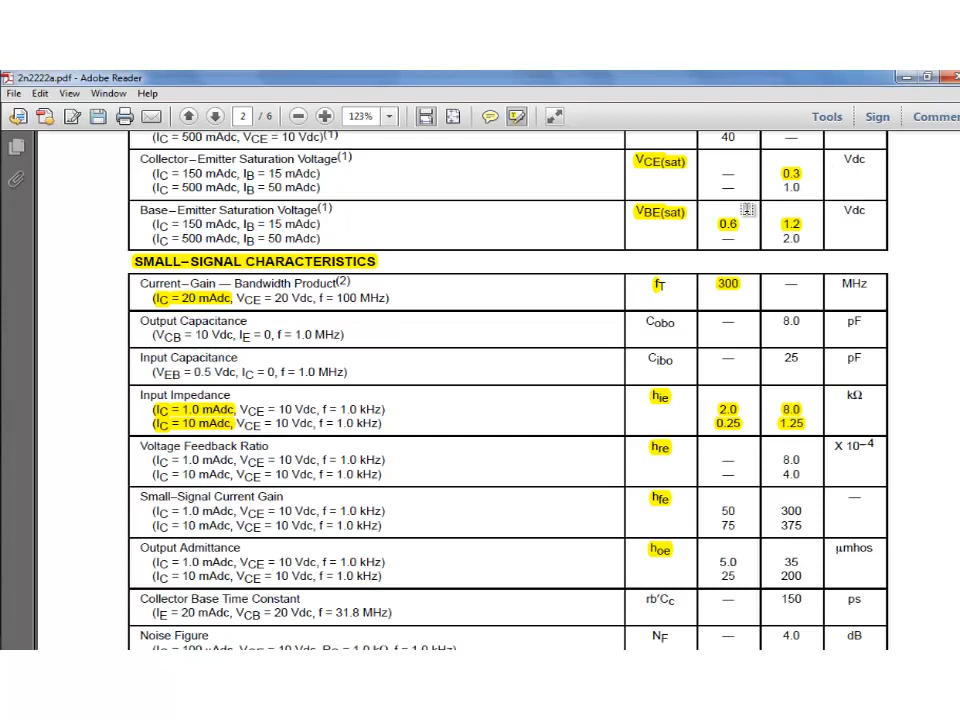 2n2222a.pdf - Adobe Reader
File Edit View Window Help
2 / 6 123% Tools Sign Comme
(IC = 500 mAdc, VCE = 10 Vdc)(1) 40 —
Collector–Emitter Saturation Voltage(1) VCE(sat) Vdc
(IC = 150 mAdc, IB = 15 mAdc) — 0.3
(IC = 500 mAdc, IB = 50 mAdc) — 1.0
Base–Emitter Saturation Voltage(1) VBE(sat) Vdc
(IC = 150 mAdc, IB = 15 mAdc) 0.6 1.2
(IC = 500 mAdc, IB = 50 mAdc) — 2.0
SMALL–SIGNAL CHARACTERISTICS
Current–Gain — Bandwidth Product(2) fT 300 — MHz
(IC = 20 mAdc, VCE = 20 Vdc, f = 100 MHz)
Output Capacitance Cobo — 8.0 pF
(VCB = 10 Vdc, IE = 0, f = 1.0 MHz)
Input Capacitance Cibo — 25 pF
(VEB = 0.5 Vdc, IC = 0, f = 1.0 MHz)
Input Impedance hie kΩ
(IC = 1.0 mAdc, VCE = 10 Vdc, f = 1.0 kHz) 2.0 8.0
(IC = 10 mAdc, VCE = 10 Vdc, f = 1.0 kHz) 0.25 1.25
Voltage Feedback Ratio hre X 10–4
(IC = 1.0 mAdc, VCE = 10 Vdc, f = 1.0 kHz) — 8.0
(IC = 10 mAdc, VCE = 10 Vdc, f = 1.0 kHz) — 4.0
Small–Signal Current Gain hfe —
(IC = 1.0 mAdc, VCE = 10 Vdc, f = 1.0 kHz) 50 300
(IC = 10 mAdc, VCE = 10 Vdc, f = 1.0 kHz) 75 375
Output Admittance hoe µmhos
(IC = 1.0 mAdc, VCE = 10 Vdc, f = 1.0 kHz) 5.0 35
(IC = 10 mAdc, VCE = 10 Vdc, f = 1.0 kHz) 25 200
Collector Base Time Constant rb′CC — 150 ps
(IE = 20 mAdc, VCB = 20 Vdc, f = 31.8 MHz)
Noise Figure NF — 4.0 dB